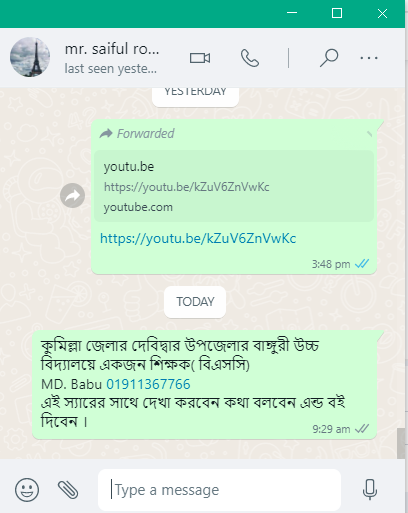 mr. saiful ro...
last seen yeste...
YESTERDAY
Forwarded
youtu.be
https://youtu.be/kZuV6ZnVwKc
youtube.com
https://youtu.be/kZuV6ZnVwKc
3:48 pm
TODAY
কুমিল্লা জেলার দেবিদ্বার উপজেলার বাঙ্গুরী উচ্চ
বিদ্যালয়ে একজন শিক্ষক( বিএসসি)
MD. Babu 01911367766
এই স্যারের সাথে দেখা করবেন কথা বলবেন এন্ড বই
দিবেন ।
9:29 am
Type a message